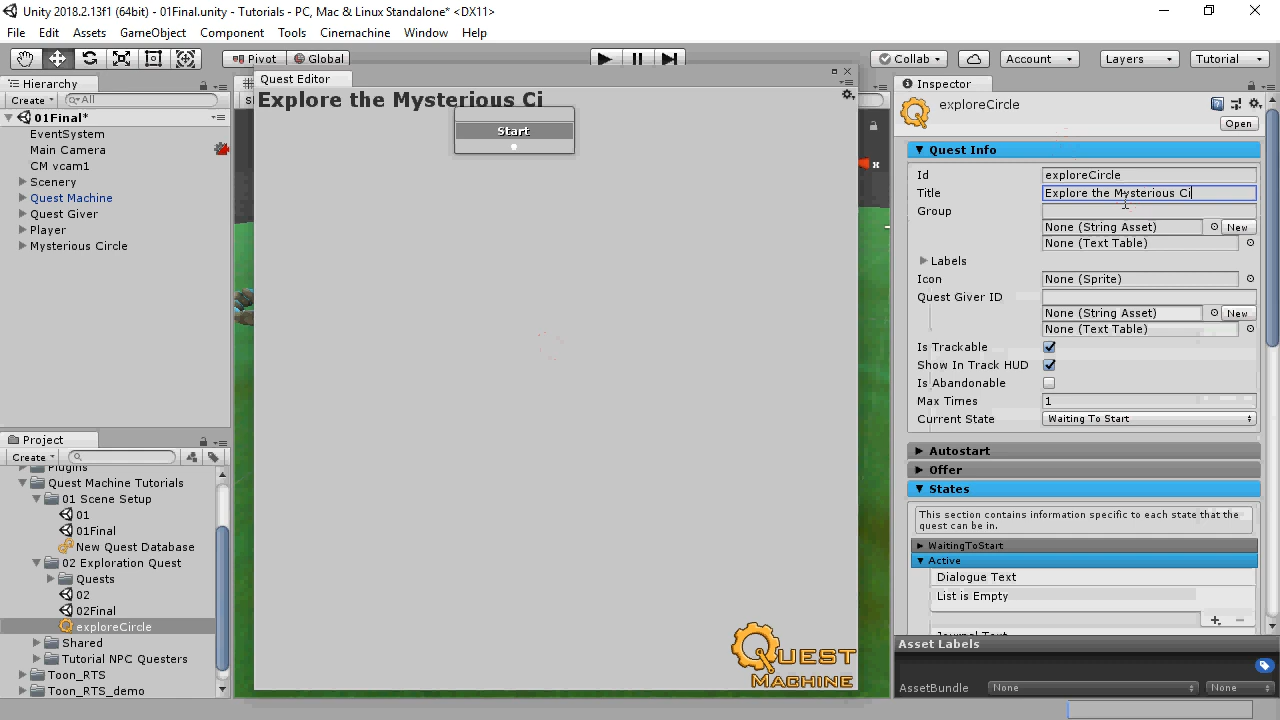 Unity 2018.2.13f1 (64bit) - 01Final.unity - Tutorials - PC, Mac & Linux Standalone* <DX11>
File Edit Assets GameObject Component Tools Cinemachine Window Help
Pivot Global Collab Account Layers Tutorial
Hierarchy
Create All
01Final*
EventSystem
Main Camera
CM vcam1
Scenery
Quest Machine
Quest Giver
Player
Mysterious Circle
Project
Create
Plugins
Quest Machine Tutorials
01 Scene Setup
01
01Final
New Quest Database
02 Exploration Quest
Quests
02
02Final
exploreCircle
Shared
Tutorial NPC Questers
Toon_RTS
Toon_RTS_demo
Quest Editor
Explore the Mysterious Ci
Start
x
QUEST
MACHINE
Inspector
exploreCircle
Open
Quest Info
Id exploreCircle
Title Explore the Mysterious Ci
Group
None (String Asset) New
None (Text Table)
Labels
Icon None (Sprite)
Quest Giver ID
None (String Asset) New
None (Text Table)
Is Trackable
Show In Track HUD
Is Abandonable
Max Times 1
Current State Waiting To Start
Autostart
Offer
States
This section contains information specific to each state that the
quest can be in.
WaitingToStart
Active
Dialogue Text
List is Empty
Journal Text
Asset Labels
AssetBundle None None